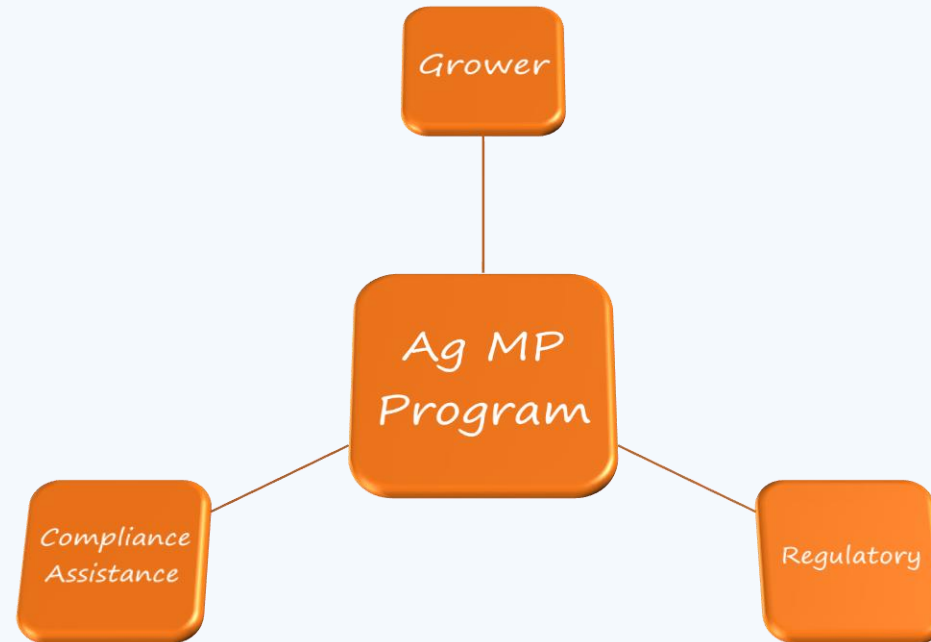 Grower
Ag MP
Program
Compliance
Assistance
Regulatory